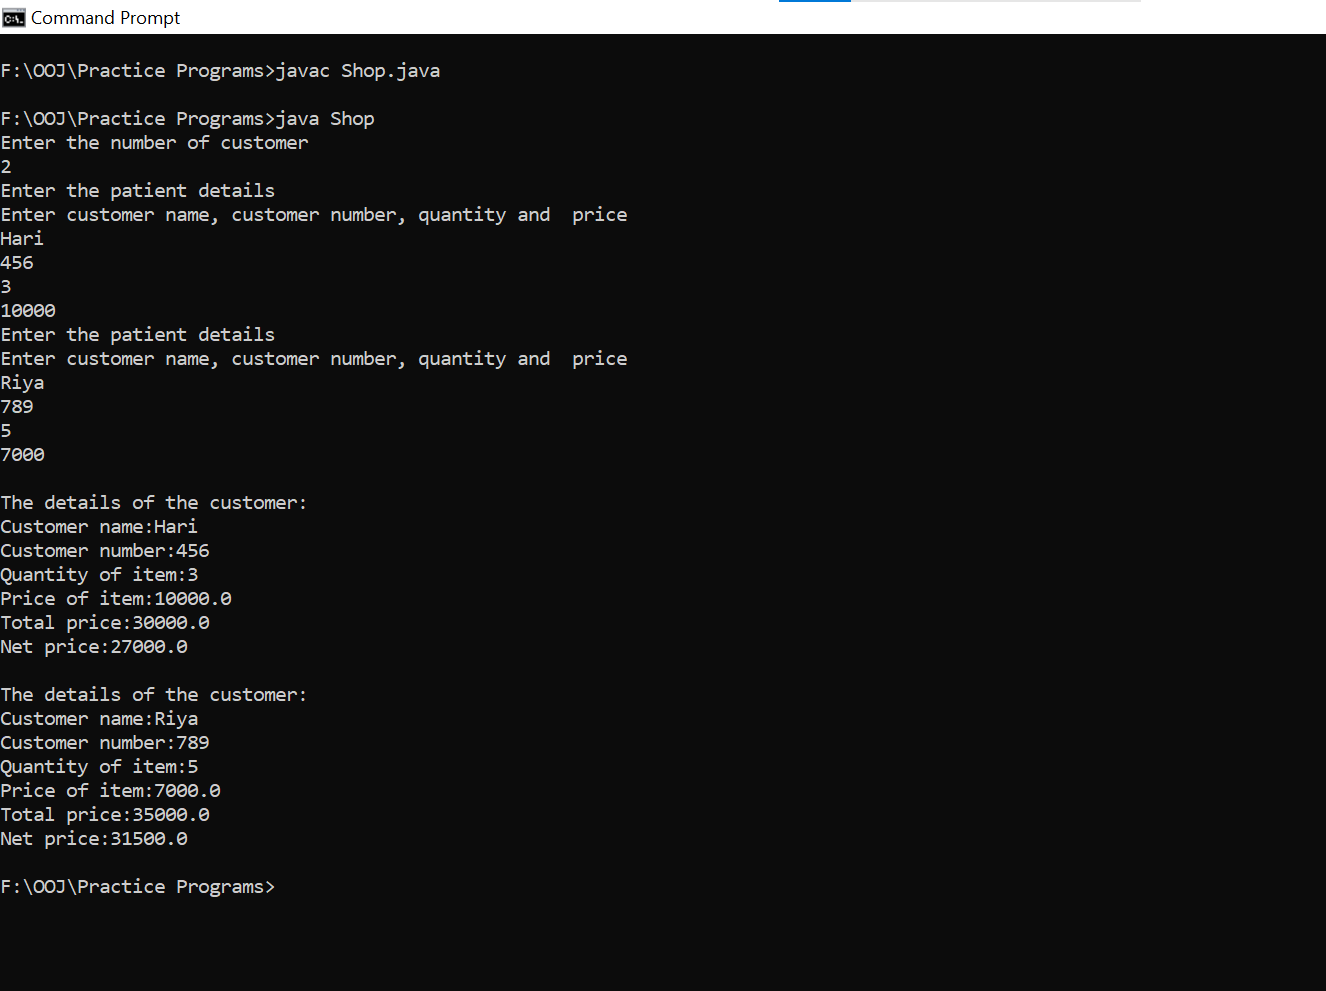 Command Prompt
F:\OOJ\Practice Programs>javac Shop.java
F:\OOJ\Practice Programs>java Shop
Enter the number of customer
2
Enter the patient details
Enter customer name, customer number, quantity and  price
Hari
456
3
10000
Enter the patient details
Enter customer name, customer number, quantity and  price
Riya
789
5
7000
The details of the customer:
Customer name:Hari
Customer number:456
Quantity of item:3
Price of item:10000.0
Total price:30000.0
Net price:27000.0
The details of the customer:
Customer name:Riya
Customer number:789
Quantity of item:5
Price of item:7000.0
Total price:35000.0
Net price:31500.0
F:\OOJ\Practice Programs>